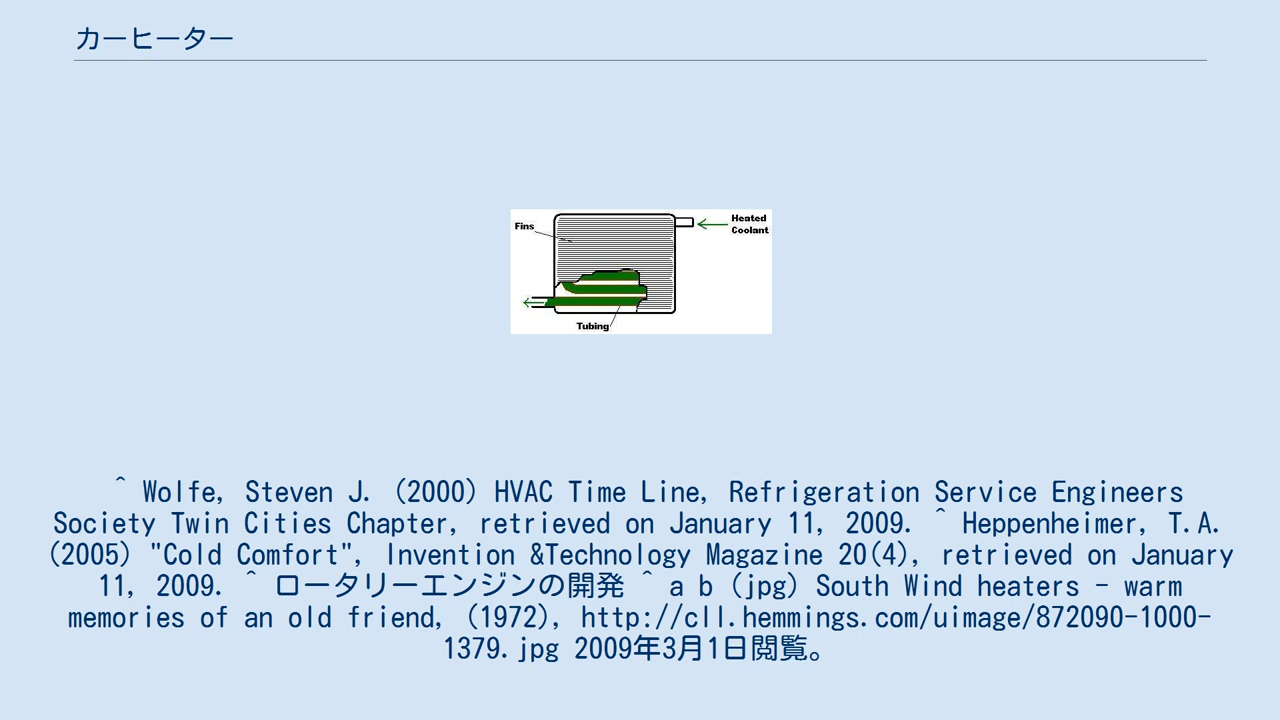 カーヒーター
Fins
Heated
Coolant
Tubing
^ Wolfe, Steven J. (2000) HVAC Time Line, Refrigeration Service Engineers
Society Twin Cities Chapter, retrieved on January 11, 2009. ^ Heppenheimer, T.A.
(2005) "Cold Comfort", Invention &Technology Magazine 20(4), retrieved on January
11, 2009. ^ ロータリーエンジンの開発 ^ a b (jpg) South Wind heaters - warm
memories of an old friend, (1972), http://cll.hemmings.com/uimage/872090-1000-
1379.jpg 2009年3月1日閲覧。